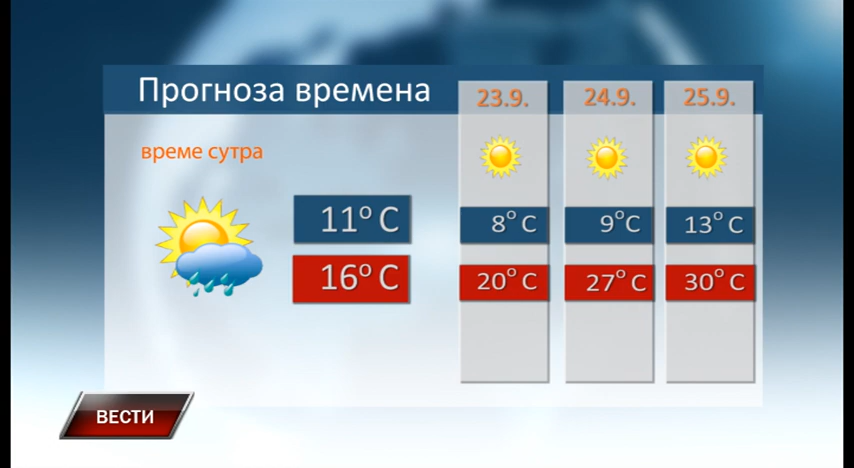 Прогноза времена
време сутра
11° C
16° C
23.9.
8° C
20° C
24.9.
9°C
27° C
25.9.
13° C
30° C
ВЕСТИ